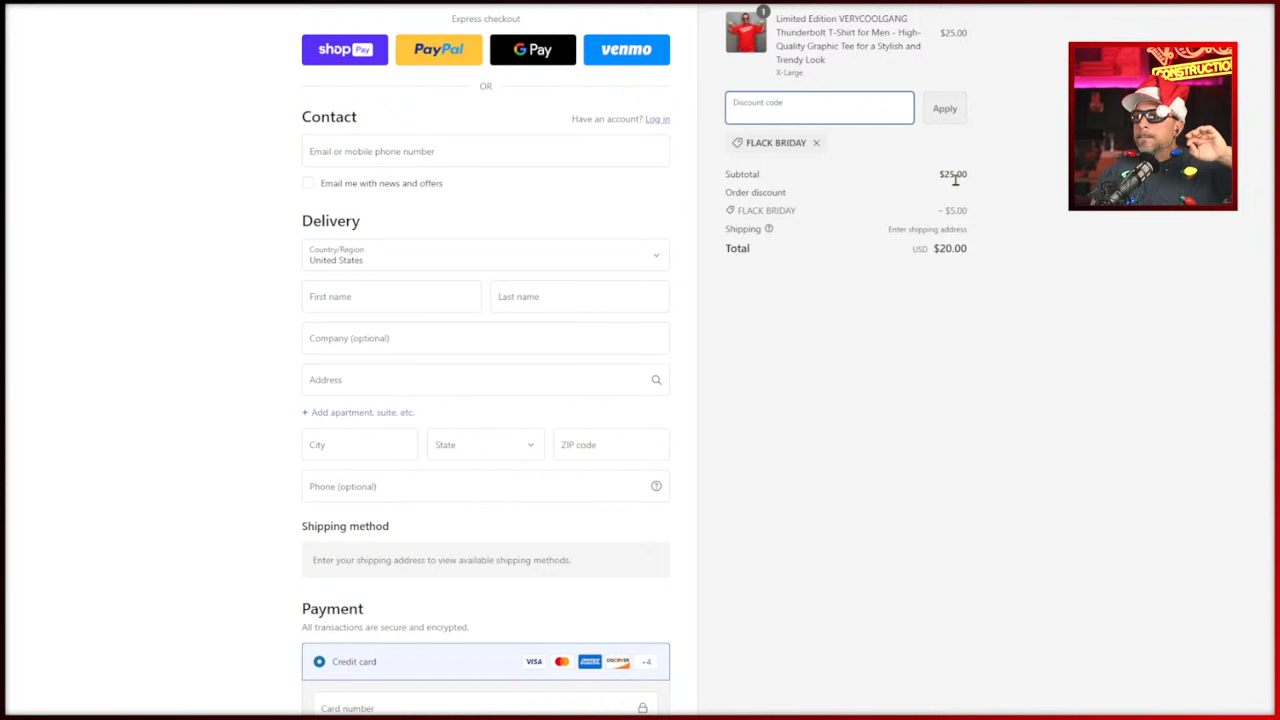 Express checkout
shop Pay
PayPal
G Pay
venmo
OR
Contact
Have an account? Log in
Email or mobile phone number
Email me with news and offers
Delivery
Country/Region
United States
First name
Last name
Company (optional)
Address
+ Add apartment, suite, etc.
City
State
ZIP code
Phone (optional)
Shipping method
Enter your shipping address to view available shipping methods.
Payment
All transactions are secure and encrypted.
Credit card
VISA
DISCOVER
+4
Card number
1
Limited Edition VERYCOOLGANG
Thunderbolt T-Shirt for Men - High-
Quality Graphic Tee for a Stylish and
Trendy Look
X-Large
$25.00
Discount code
Apply
FLACK BRIDAY
Subtotal $25.00
Order discount
FLACK BRIDAY - $5.00
Shipping Enter shipping address
Total USD $20.00
CONSTRUCTION